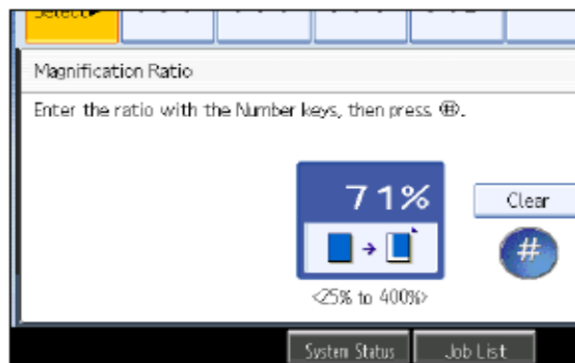 Select►
Magnification Ratio
Enter the ratio with the Number keys, then press ⊕.
71%
Clear
#
<25% to 400%>
System Status
Job List